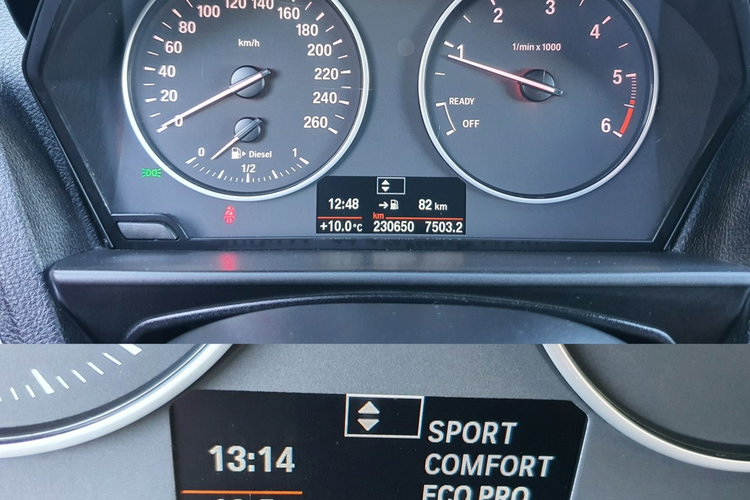 100 120 140 160
80 180
60 km/h 200
40 220
20 240
0 260
0 Diesel 1
1/2
2 3 4
1 1/min x 1000 5
READY
OFF 6
12:48 82 km
km
+10.0°C 230650 7503.2
SPORT
13:14 COMFORT
ECO PRO